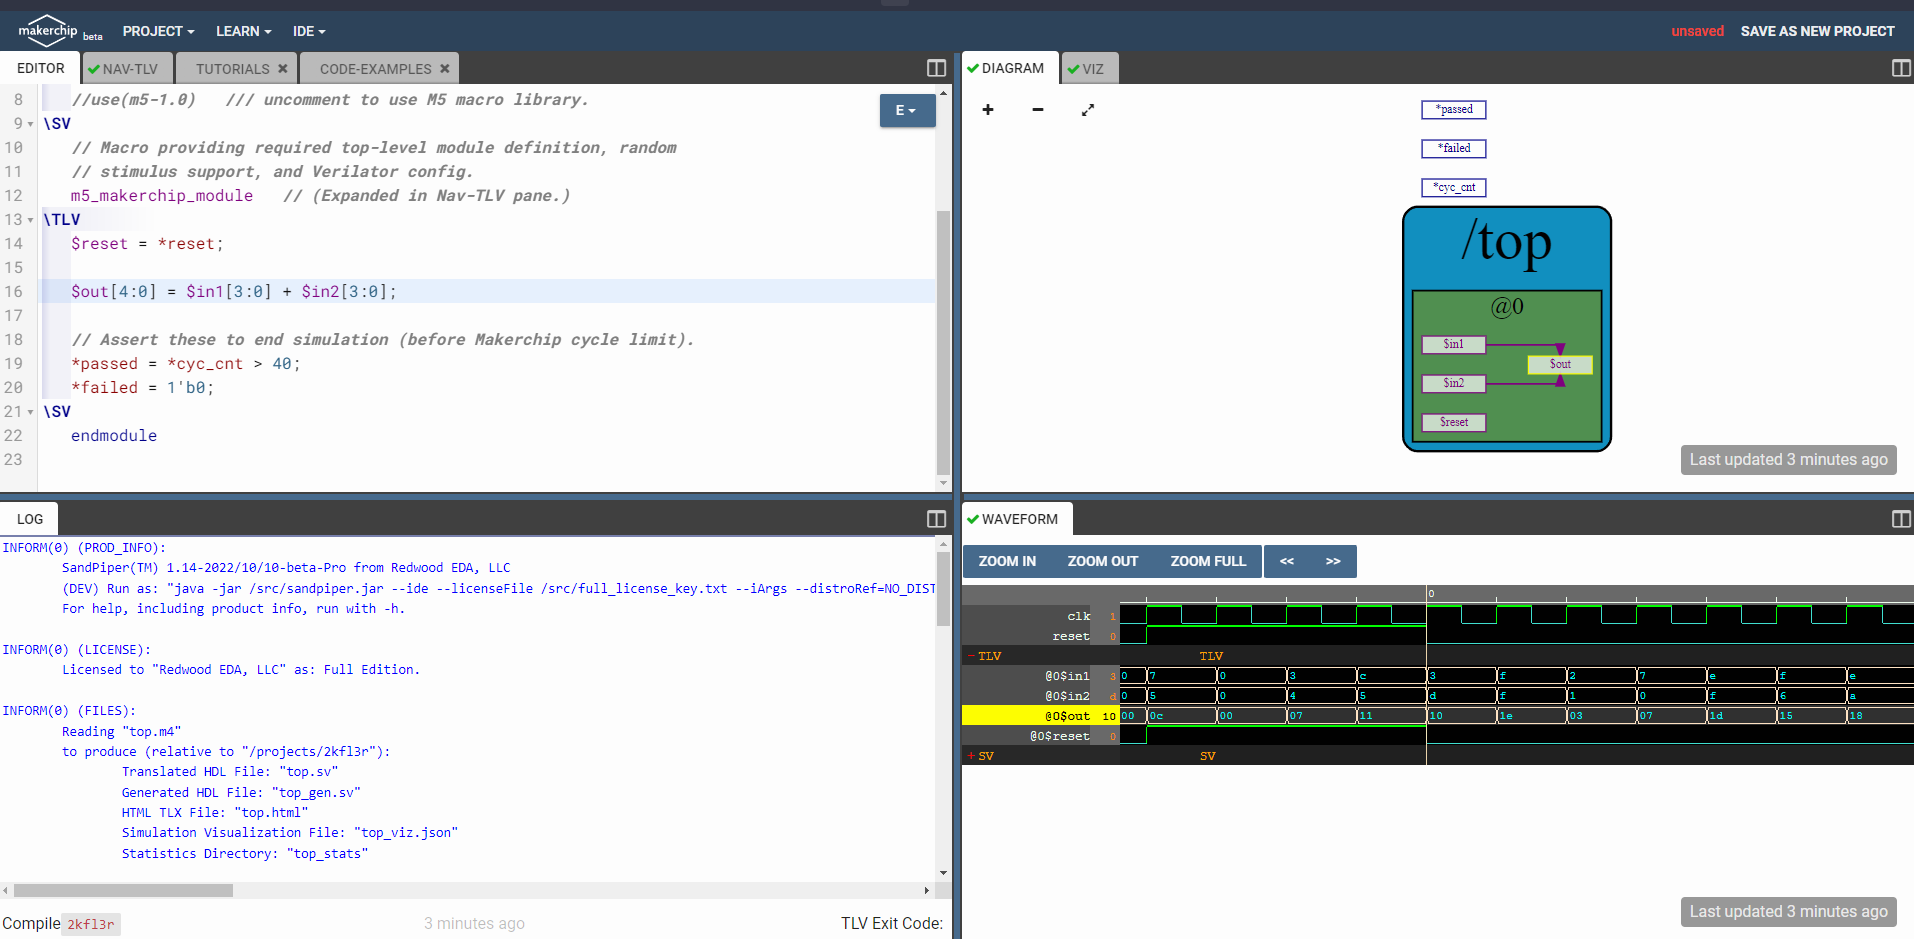 makerchip beta PROJECT LEARN IDE unsaved SAVE AS NEW PROJECT
EDITOR NAV-TLV TUTORIALS CODE-EXAMPLES
8 //use(m5-1.0)   /// uncomment to use M5 macro library.
E
9 \SV
10 // Macro providing required top-level module definition, random
11 // stimulus support, and Verilator config.
12 m5_makerchip_module   // (Expanded in Nav-TLV pane.)
13 \TLV
14 $reset = *reset;
15
16 $out[4:0] = $in1[3:0] + $in2[3:0];
17
18 // Assert these to end simulation (before Makerchip cycle limit).
19 *passed = *cyc_cnt > 40;
20 *failed = 1'b0;
21 \SV
22 endmodule
23
DIAGRAM VIZ
*passed
*failed
*cyc_cnt
/top
@0
$in1
$out
$in2
$reset
Last updated 3 minutes ago
LOG
INFORM(0) (PROD_INFO):
SandPiper(TM) 1.14-2022/10/10-beta-Pro from Redwood EDA, LLC
(DEV) Run as: "java -jar /src/sandpiper.jar --ide --licenseFile /src/full_license_key.txt --iArgs --distroRef=NO_DIST
For help, including product info, run with -h.
INFORM(0) (LICENSE):
Licensed to "Redwood EDA, LLC" as: Full Edition.
INFORM(0) (FILES):
Reading "top.m4"
to produce (relative to "/projects/2kfl3r"):
Translated HDL File: "top.sv"
Generated HDL File: "top_gen.sv"
HTML TLX File: "top.html"
Simulation Visualization File: "top_viz.json"
Statistics Directory: "top_stats"
Compile 2kfl3r 3 minutes ago TLV Exit Code:
WAVEFORM
ZOOM IN ZOOM OUT ZOOM FULL << >>
0
clk 1
reset 0
- TLV TLV
@0$in1 3 0 7 0 3 c 3 f 2 7 e f e
@0$in2 d 0 5 0 4 5 d f 1 0 f 6 a
@0$out 10 00 0c 00 07 11 10 1e 03 07 1d 15 18
@0$reset 0
+ SV SV
Last updated 3 minutes ago